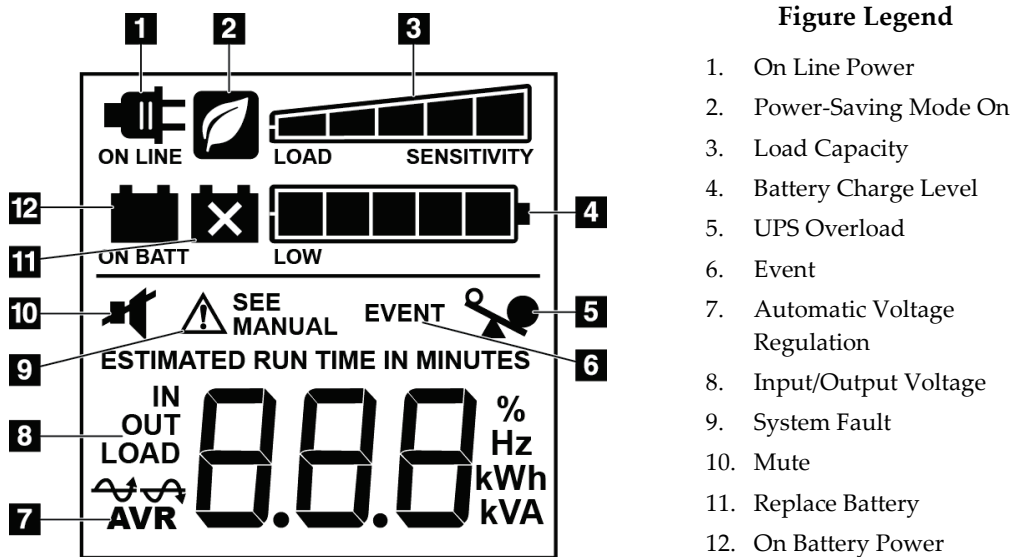 1 2 3
ON LINE LOAD SENSITIVITY
12 4
11 ON BATT LOW
10 SEE MANUAL EVENT 5
9 6
ESTIMATED RUN TIME IN MINUTES
IN
OUT
8 LOAD
8.8.8
%
Hz
kWh
kVA
7 AVR
Figure Legend
1. On Line Power
2. Power-Saving Mode On
3. Load Capacity
4. Battery Charge Level
5. UPS Overload
6. Event
7. Automatic Voltage
Regulation
8. Input/Output Voltage
9. System Fault
10. Mute
11. Replace Battery
12. On Battery Power